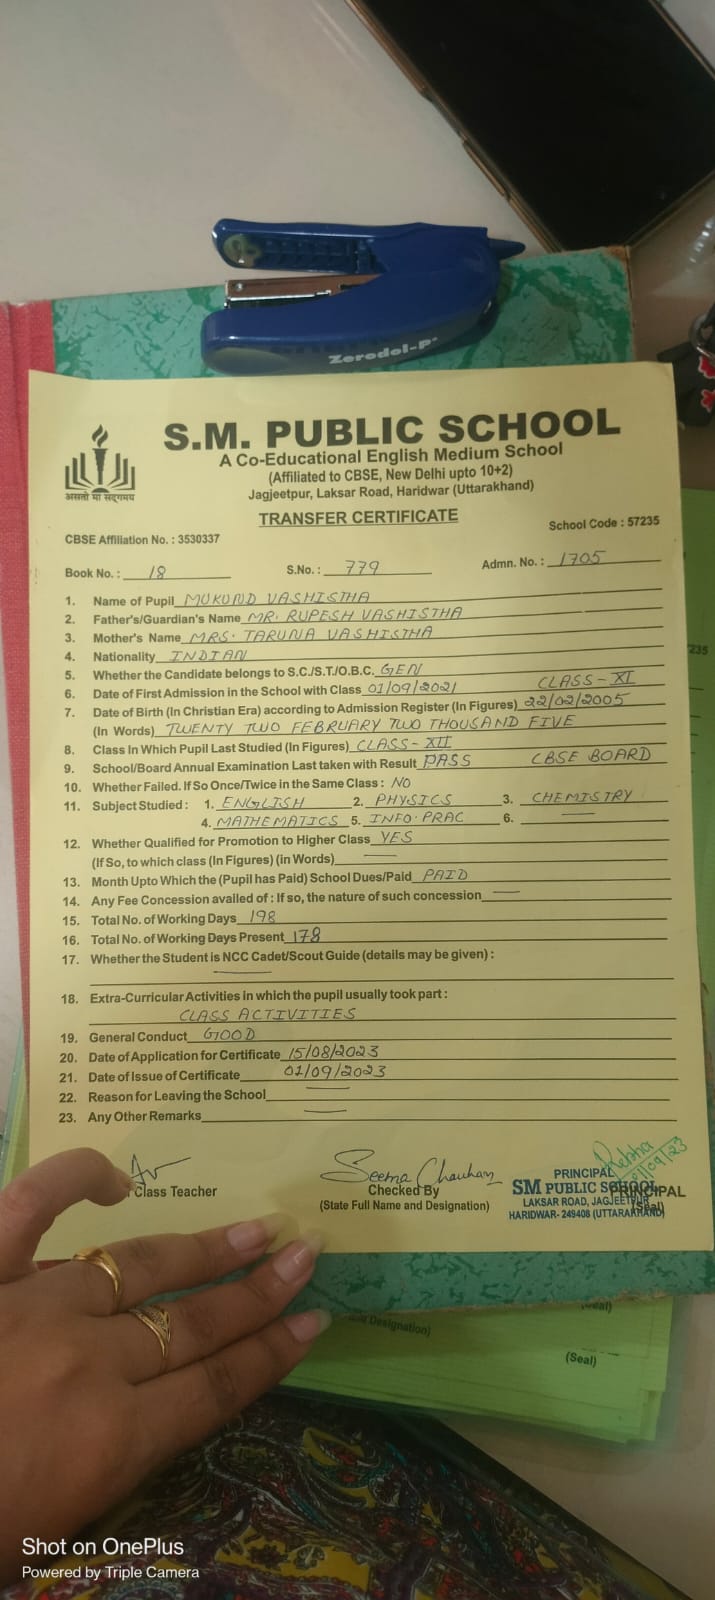 Zerodol-P
S.M. PUBLIC SCHOOL
A Co-Educational English Medium School
(Affiliated to CBSE, New Delhi upto 10+2)
Jagjeetpur, Laksar Road, Haridwar (Uttarakhand)
असतो मा सद्गमय
TRANSFER CERTIFICATE
CBSE Affiliation No. : 3530337 School Code : 57235
Book No. : 18 S.No. : 779 Admn. No. : 1705
1. Name of Pupil MUKUND VASHISTHA
2. Father's/Guardian's Name MR. RUPESH VASHISTHA
3. Mother's Name MRS. TARUNA VASHISTHA
4. Nationality INDIAN
5. Whether the Candidate belongs to S.C./S.T./O.B.C. GEN
6. Date of First Admission in the School with Class 01/09/2021 CLASS-XI
7. Date of Birth (In Christian Era) according to Admission Register (In Figures) 22/02/2005
(In Words) TWENTY TWO FEBRUARY TWO THOUSAND FIVE
8. Class In Which Pupil Last Studied (In Figures) CLASS-XII
9. School/Board Annual Examination Last taken with Result PASS CBSE BOARD
10. Whether Failed. If So Once/Twice in the Same Class : NO
11. Subject Studied : 1. ENGLISH 2. PHYSICS 3. CHEMISTRY
4. MATHEMATICS 5. INFO. PRAC 6. —
12. Whether Qualified for Promotion to Higher Class YES
(If So, to which class (In Figures) (in Words) —
13. Month Upto Which the (Pupil has Paid) School Dues/Paid PAID
14. Any Fee Concession availed of : If so, the nature of such concession —
15. Total No. of Working Days 198
16. Total No. of Working Days Present 178
17. Whether the Student is NCC Cadet/Scout Guide (details may be given) :
—
18. Extra-Curricular Activities in which the pupil usually took part :
CLASS ACTIVITIES
19. General Conduct GOOD
20. Date of Application for Certificate 15/08/2023
21. Date of Issue of Certificate 01/09/2023
22. Reason for Leaving the School —
23. Any Other Remarks —
Seema Chauhan
01/09/23
Class Teacher Checked By PRINCIPAL
(State Full Name and Designation) (Seal)
PRINCIPAL
SM PUBLIC SCHOOL
LAKSAR ROAD, JAGJEETPUR
HARIDWAR- 249408 (UTTARAKHAND)
235
Designation)
(Seal)
(Seal)
Shot on OnePlus
Powered by Triple Camera